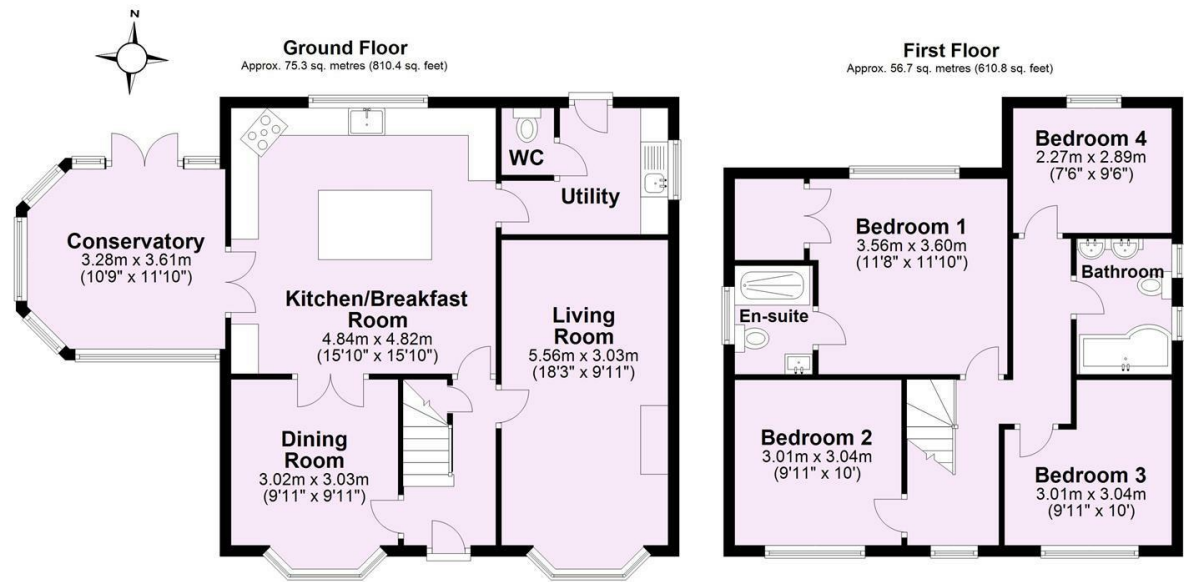 N
Ground Floor
Approx. 75.3 sq. metres (810.4 sq. feet)
WC
Utility
Conservatory
3.28m x 3.61m
(10'9" x 11'10")
Kitchen/Breakfast
Room
4.84m x 4.82m
(15'10" x 15'10")
Living
Room
5.56m x 3.03m
(18'3" x 9'11")
Dining
Room
3.02m x 3.03m
(9'11" x 9'11")
First Floor
Approx. 56.7 sq. metres (610.8 sq. feet)
Bedroom 4
2.27m x 2.89m
(7'6" x 9'6")
Bedroom 1
3.56m x 3.60m
(11'8" x 11'10")
Bathroom
En-suite
Bedroom 2
3.01m x 3.04m
(9'11" x 10')
Bedroom 3
3.01m x 3.04m
(9'11" x 10')